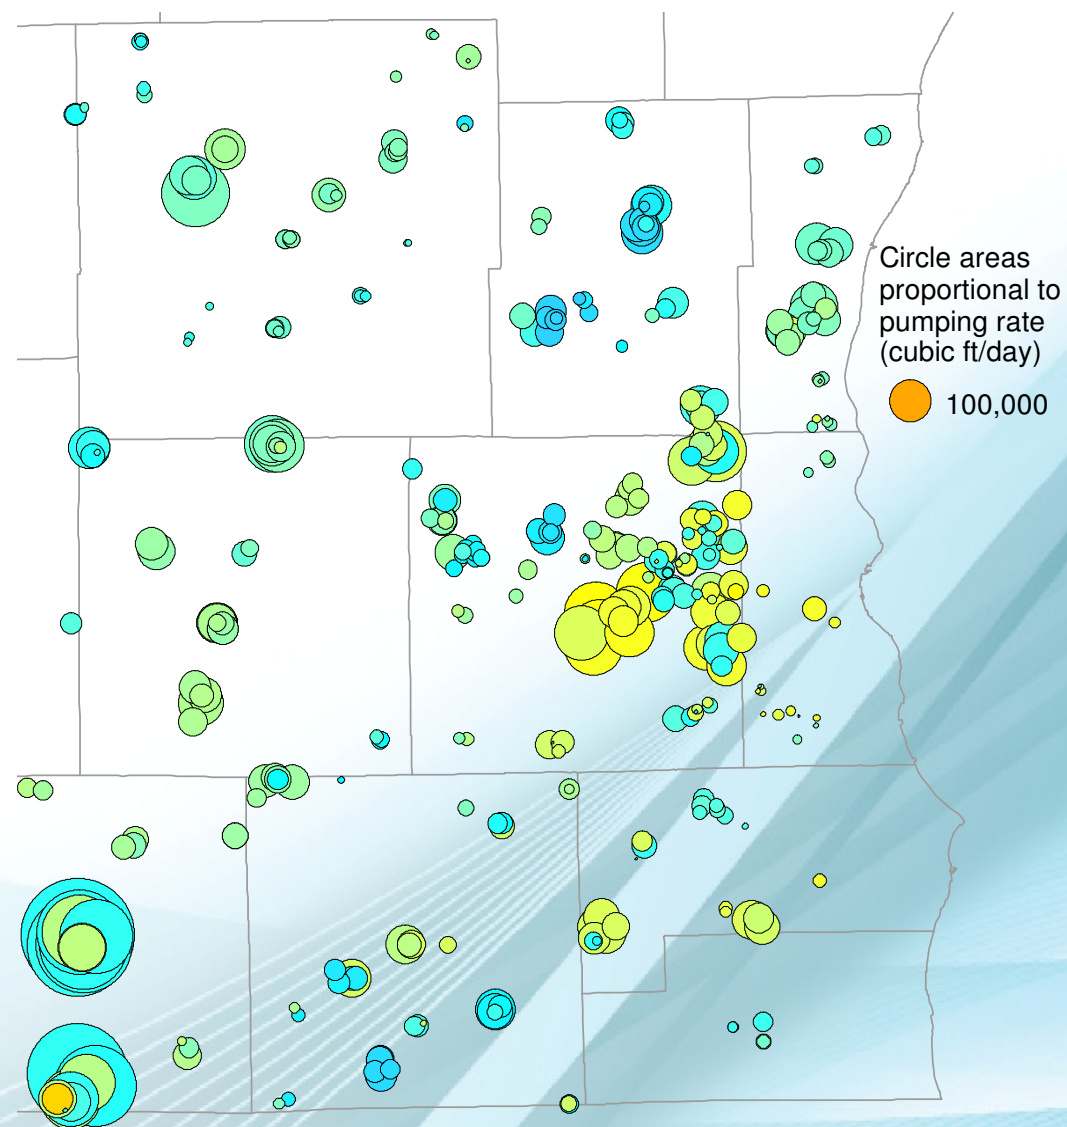 Circle areas
proportional to
pumping rate
(cubic ft/day)
100,000